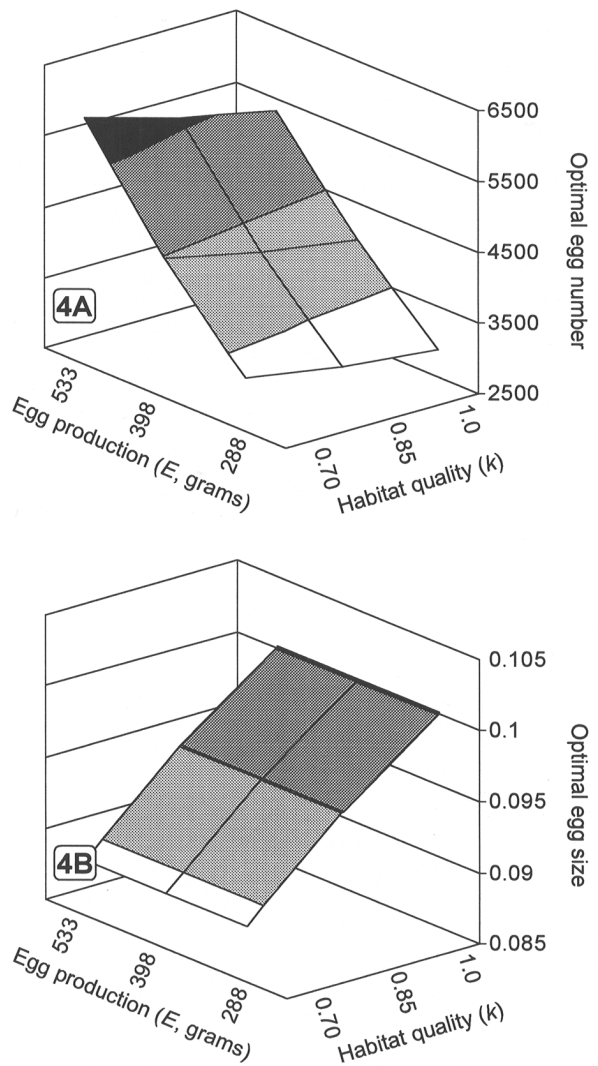 6500
5500
4500
3500
2500
Optimal egg number
4A
533
398
288
Egg production (E, grams)
0.70
0.85
1.0
Habitat quality (k)
0.105
0.1
0.095
0.09
0.085
Optimal egg size
4B
533
398
288
Egg production (E, grams)
0.70
0.85
1.0
Habitat quality (k)